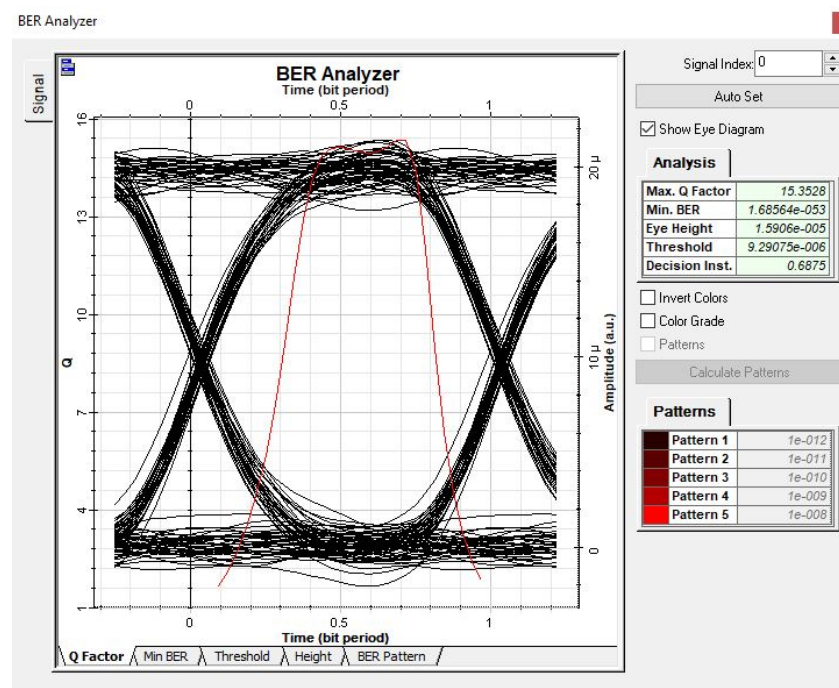 BER Analyzer
Signal
BER Analyzer
Time (bit period)
0 0.5 1
16
13
10
7
4
1
Q
20 µ
10 µ
0
Amplitude (a.u.)
0 0.5 1
Time (bit period)
Q Factor Min BER Threshold Height BER Pattern
Signal Index: 0
Auto Set
Show Eye Diagram
Analysis
Max. Q Factor 15.3528
Min. BER 1.68564e-053
Eye Height 1.5906e-005
Threshold 9.29075e-006
Decision Inst. 0.6875
Invert Colors
Color Grade
Patterns
Calculate Patterns
Patterns
Pattern 1 1e-012
Pattern 2 1e-011
Pattern 3 1e-010
Pattern 4 1e-009
Pattern 5 1e-008